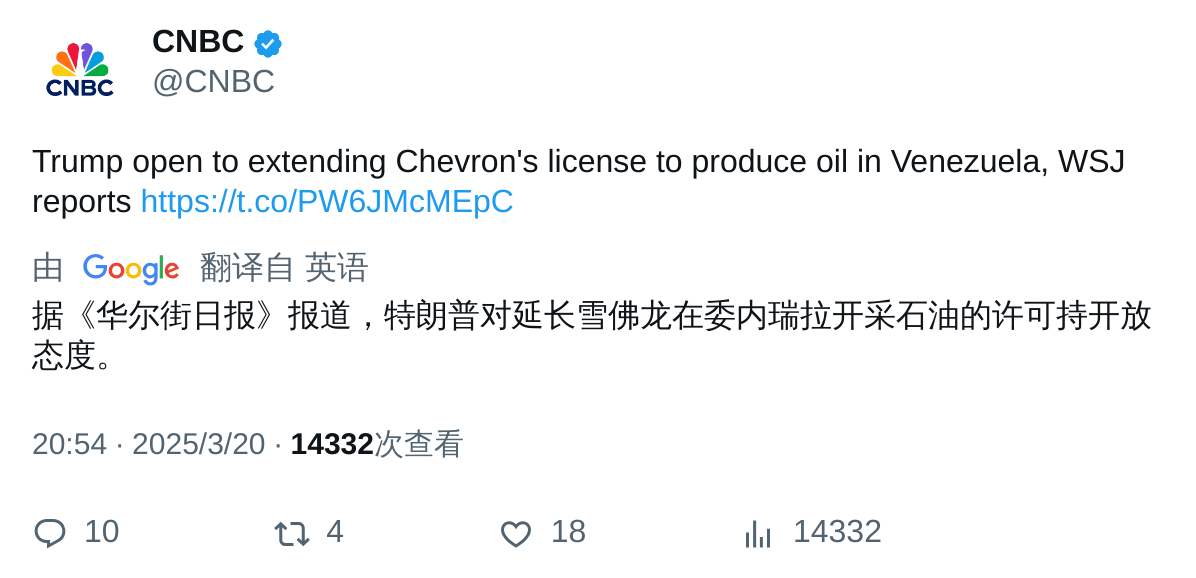 CNBC
CNBC
@CNBC
Trump open to extending Chevron's license to produce oil in Venezuela, WSJ
reports https://t.co/PW6JMcMEpC
由 Google 翻译自 英语
据《华尔街日报》报道，特朗普对延长雪佛龙在委内瑞拉开采石油的许可持开放
态度。
20:54 · 2025/3/20 · 14332次查看
10 4 18 14332